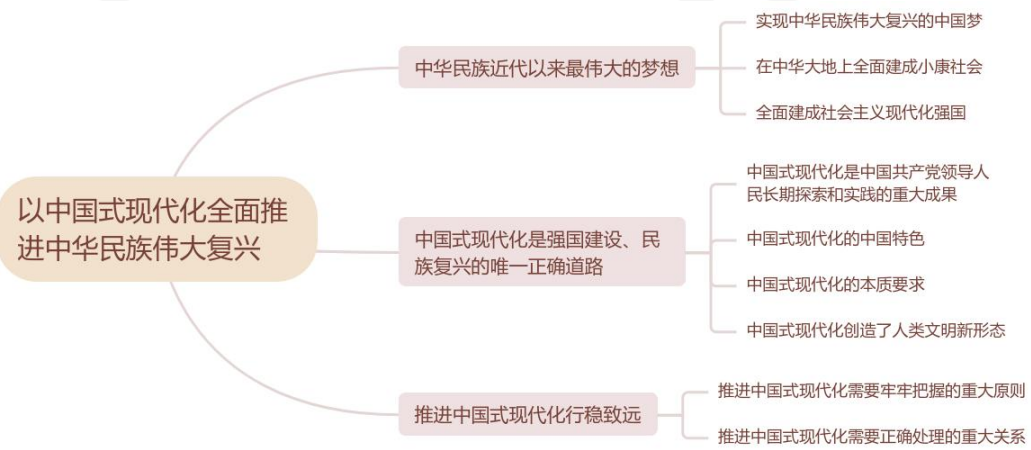 以中国式现代化全面推
进中华民族伟大复兴
中华民族近代以来最伟大的梦想
实现中华民族伟大复兴的中国梦
在中华大地上全面建成小康社会
全面建成社会主义现代化强国
中国式现代化是强国建设、民
族复兴的唯一正确道路
中国式现代化是中国共产党领导人
民长期探索和实践的重大成果
中国式现代化的中国特色
中国式现代化的本质要求
中国式现代化创造了人类文明新形态
推进中国式现代化行稳致远
推进中国式现代化需要牢牢把握的重大原则
推进中国式现代化需要正确处理的重大关系